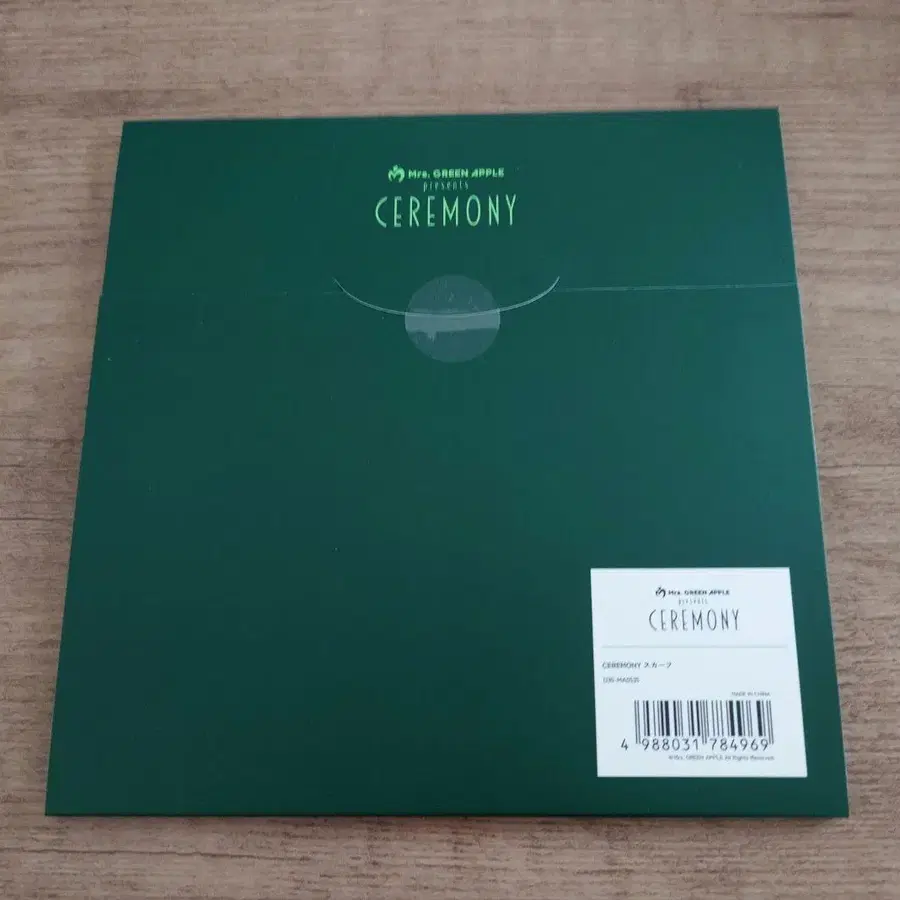 Mrs. GREEN APPLE
presents
CEREMONY
Mrs. GREEN APPLE
presents
CEREMONY
CEREMONY スカーフ
MADE IN CHINA
4 988031 784969
©Mrs. GREEN APPLE All Rights Reserved.